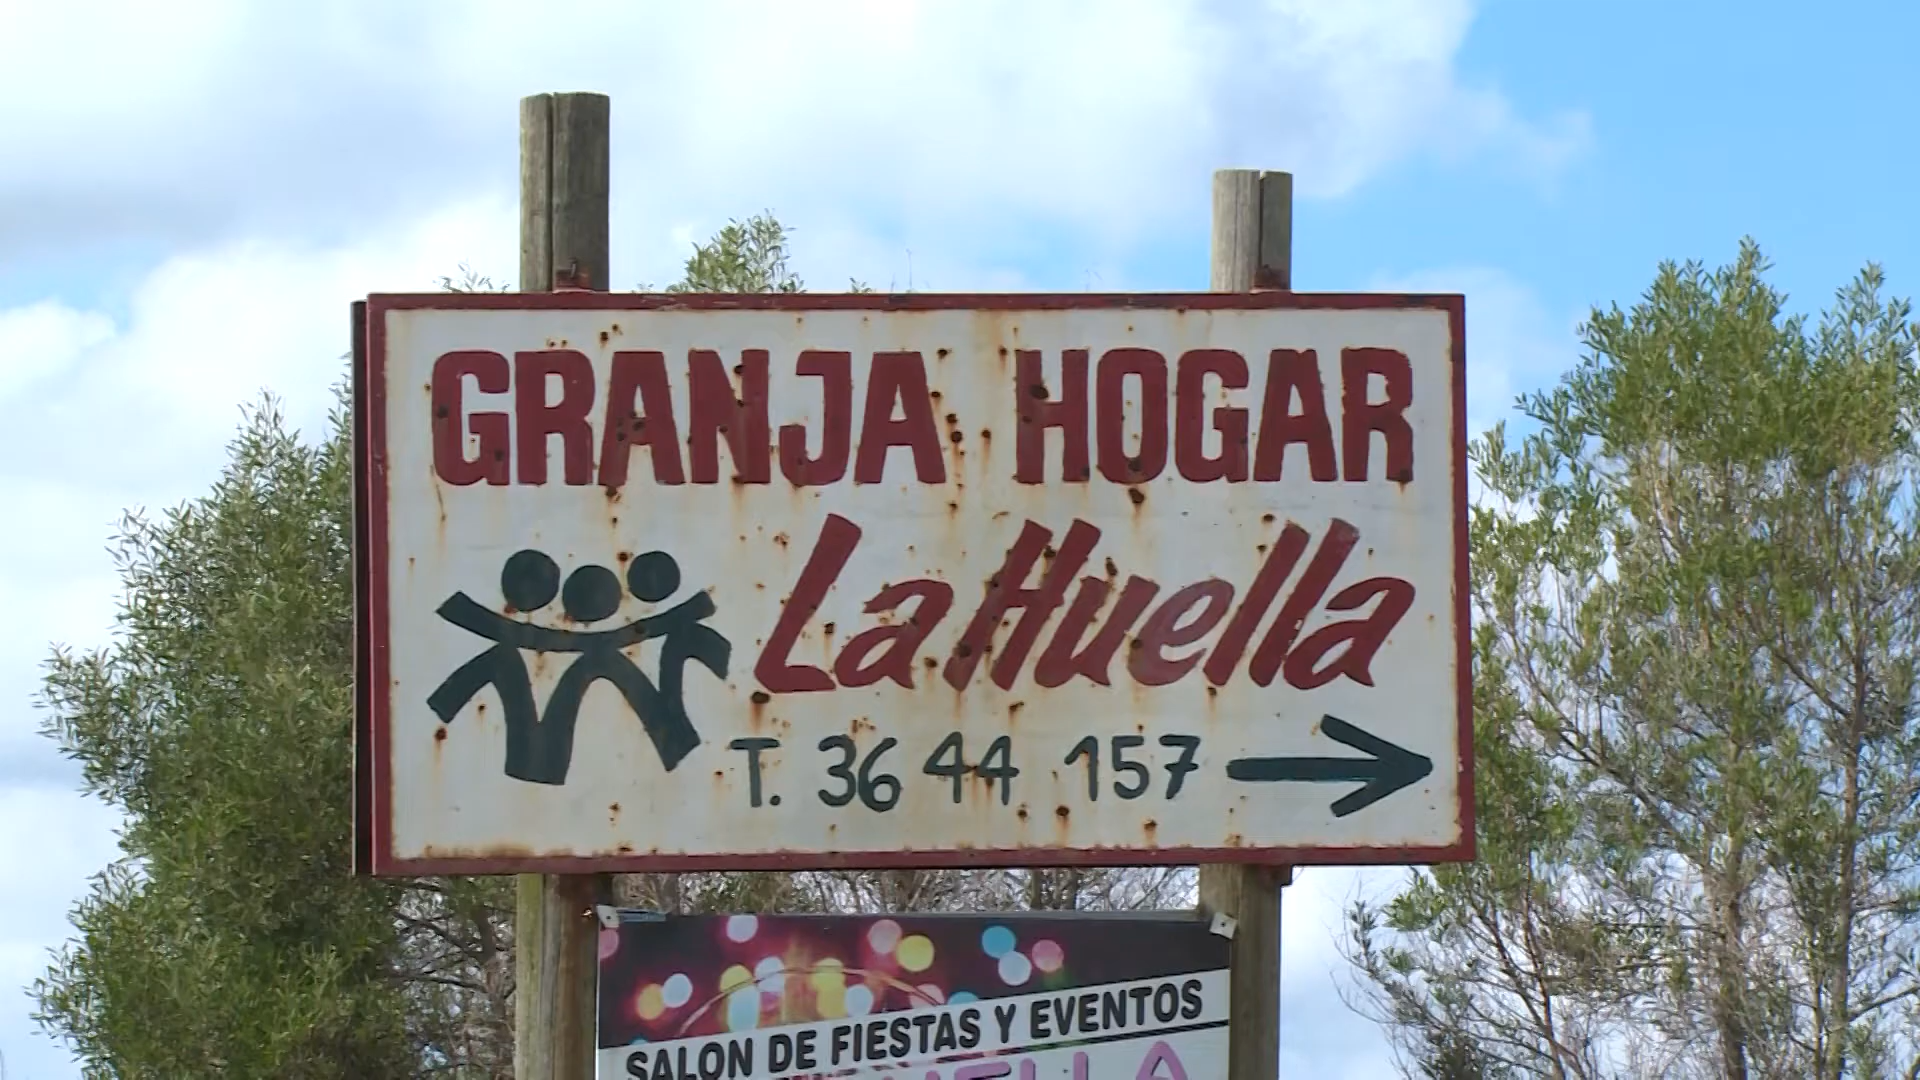 GRANJA HOGAR
La Huella
T. 36 44 157
SALON DE FIESTAS Y EVENTOS